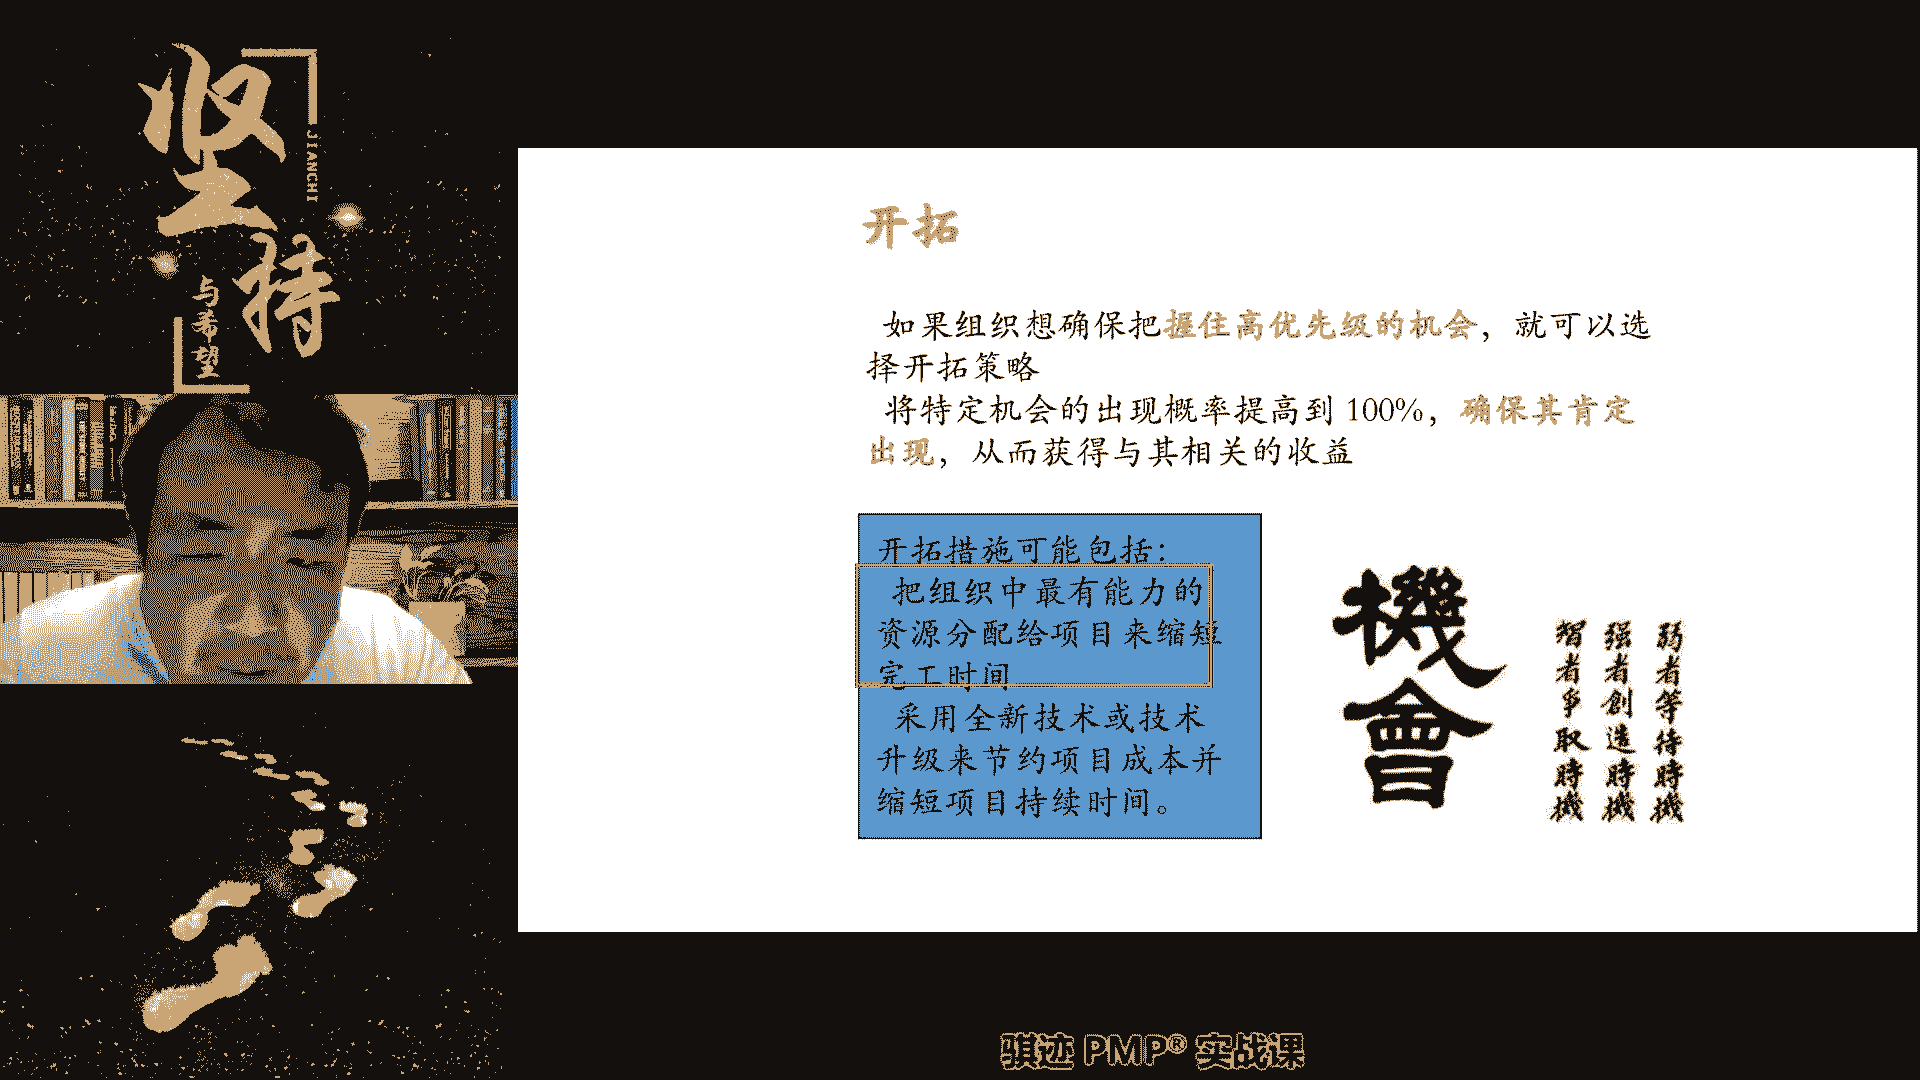 坚持
JIANCHI
与希望
开拓
如果组织想确保把握住高优先级的机会，就可以选
择开拓策略
将特定机会的出现概率提高到 100%，确保其肯定
出现，从而获得与其相关的收益
开拓措施可能包括：
把组织中最有能力的
资源分配给项目来缩短
完工时间
采用全新技术或技术
升级来节约项目成本并
缩短项目持续时间。
機會
弱者等待時機
强者創造時機
智者爭取時機
骐迹 PMP® 实战课